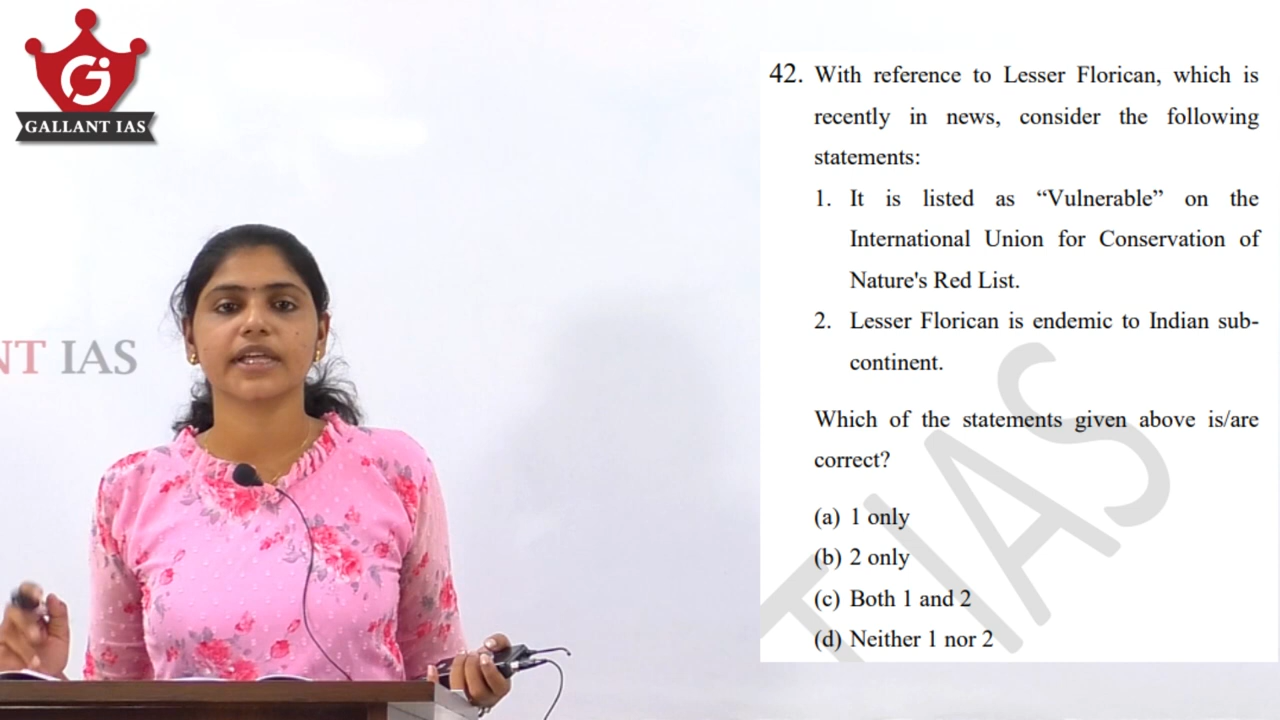 GALLANT IAS
NT IAS
42. With reference to Lesser Florican, which is
recently in news, consider the following
statements:
1. It is listed as “Vulnerable” on the
International Union for Conservation of
Nature's Red List.
2. Lesser Florican is endemic to Indian sub-
continent.
Which of the statements given above is/are
correct?
(a) 1 only
(b) 2 only
(c) Both 1 and 2
(d) Neither 1 nor 2
T IAS